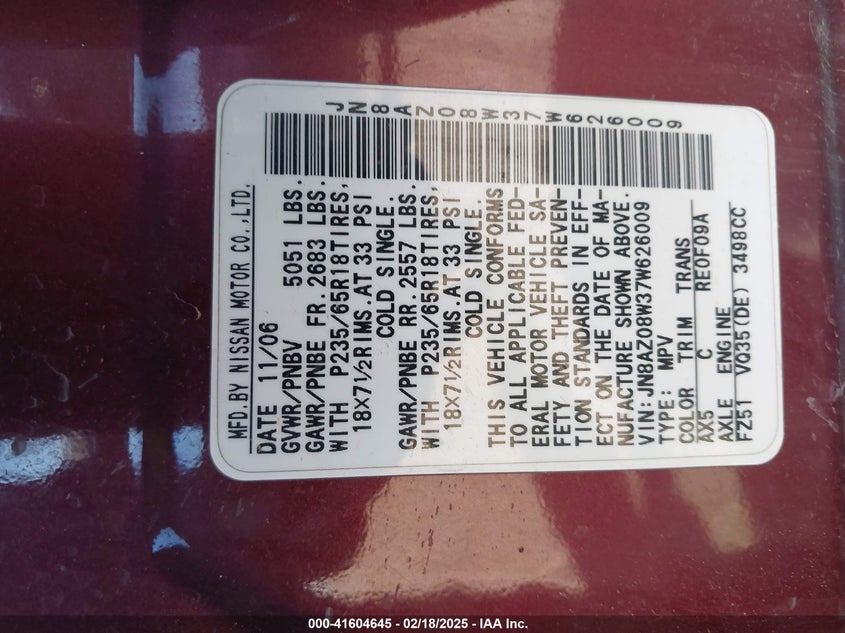 MFD.BY NISSAN MOTOR CO.,LTD.
DATE 11/06
GVWR/PNBV 5051 LBS.
GAWR/PNBE FR.2683 LBS.
WITH P235/65R18TIRES,
18X7½RIMS.AT 33 PSI
COLD SINGLE.
GAWR/PNBE RR.2557 LBS.
WITH P235/65R18TIRES,
18X7½RIMS.AT 33 PSI
COLD SINGLE.
THIS VEHICLE CONFORMS
TO ALL APPLICABLE FED-
ERAL MOTOR VEHICLE SA-
FETY AND THEFT PREVEN-
TION STANDARDS IN EFF-
ECT ON THE DATE OF MA-
NUFACTURE SHOWN ABOVE.
VIN:JN8AZ08W37W626009
TYPE: MPV
COLOR TRIM TRANS
AX5 C RE0F09A
AXLE ENGINE
FZ51 VQ35(DE) 3498CC
JN8AZ08W37W626009
000-41604645 - 02/18/2025 - IAA Inc.